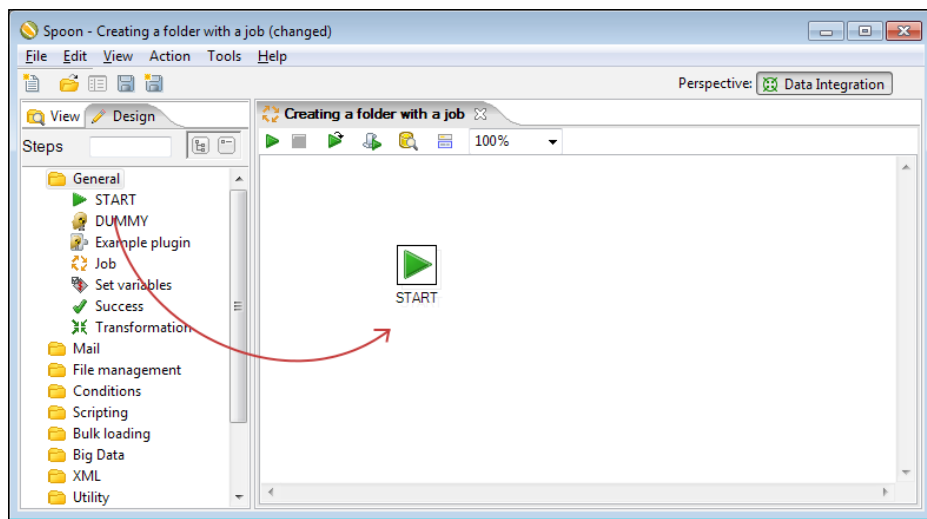 Spoon - Creating a folder with a job (changed)
File Edit View Action Tools Help
Perspective: Data Integration
View Design
Creating a folder with a job
Steps
100%
General
START
DUMMY
Example plugin
Job
Set variables
Success
Transformation
Mail
File management
Conditions
Scripting
Bulk loading
Big Data
XML
Utility
START